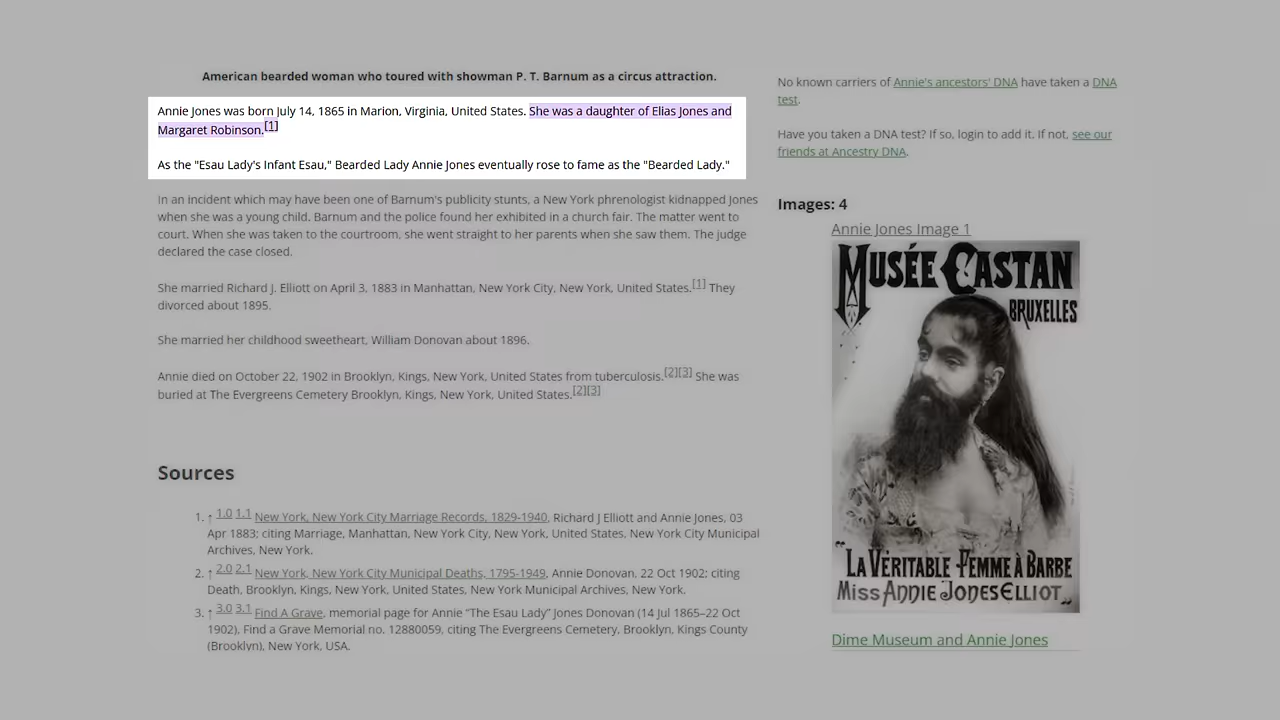 American bearded woman who toured with showman P. T. Barnum as a circus attraction.
Annie Jones was born July 14, 1865 in Marion, Virginia, United States. She was a daughter of Elias Jones and
Margaret Robinson.[1]
As the "Esau Lady's Infant Esau," Bearded Lady Annie Jones eventually rose to fame as the "Bearded Lady."
In an incident which may have been one of Barnum's publicity stunts, a New York phrenologist kidnapped Jones
when she was a young child. Barnum and the police found her exhibited in a church fair. The matter went to
court. When she was taken to the courtroom, she went straight to her parents when she saw them. The judge
declared the case closed.
She married Richard J. Elliott on April 3, 1883 in Manhattan, New York City, New York, United States.[1] They
divorced about 1895.
She married her childhood sweetheart, William Donovan about 1896.
Annie died on October 22, 1902 in Brooklyn, Kings, New York, United States from tuberculosis.[2][3] She was
buried at The Evergreens Cemetery Brooklyn, Kings, New York, United States.[2][3]
Sources
1. ↑ 1.0 1.1 New York, New York City Marriage Records, 1829-1940, Richard J Elliott and Annie Jones, 03
Apr 1883; citing Marriage, Manhattan, New York City, New York, United States, New York City Municipal
Archives, New York.
2. ↑ 2.0 2.1 New York, New York City Municipal Deaths, 1795-1949, Annie Donovan, 22 Oct 1902; citing
Death, Brooklyn, Kings, New York, United States, New York Municipal Archives, New York.
3. ↑ 3.0 3.1 Find A Grave, memorial page for Annie “The Esau Lady” Jones Donovan (14 Jul 1865–22 Oct
1902), Find a Grave Memorial no. 12880059, citing The Evergreens Cemetery, Brooklyn, Kings County
(Brooklyn), New York, USA.
No known carriers of Annie's ancestors' DNA have taken a DNA
test.
Have you taken a DNA test? If so, login to add it. If not, see our
friends at Ancestry DNA.
Images: 4
Annie Jones Image 1
MUSÉE CASTAN
BRUXELLES
"LA VÉRITABLE FEMME À BARBE
MISS ANNIE JONES ELLIOT„
Dime Museum and Annie Jones